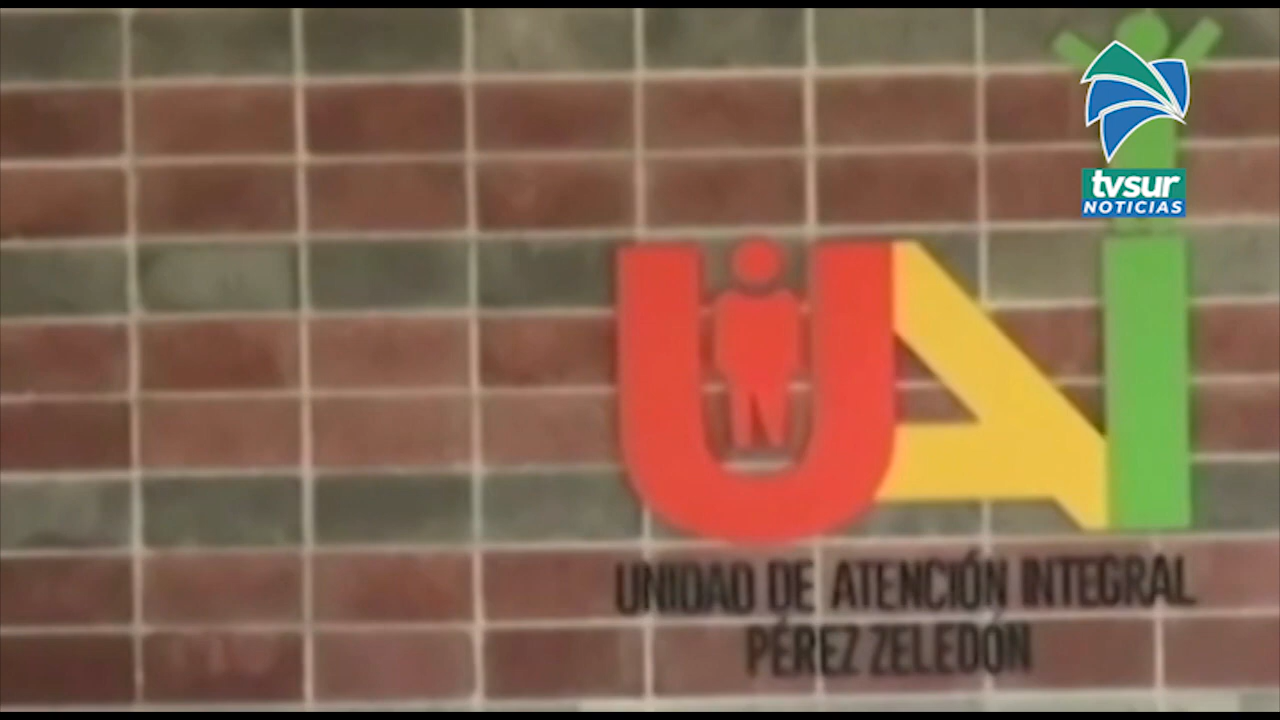 tvsur
NOTICIAS
UAI
UNIDAD DE ATENCIÓN INTEGRAL
PÉREZ ZELEDÓN